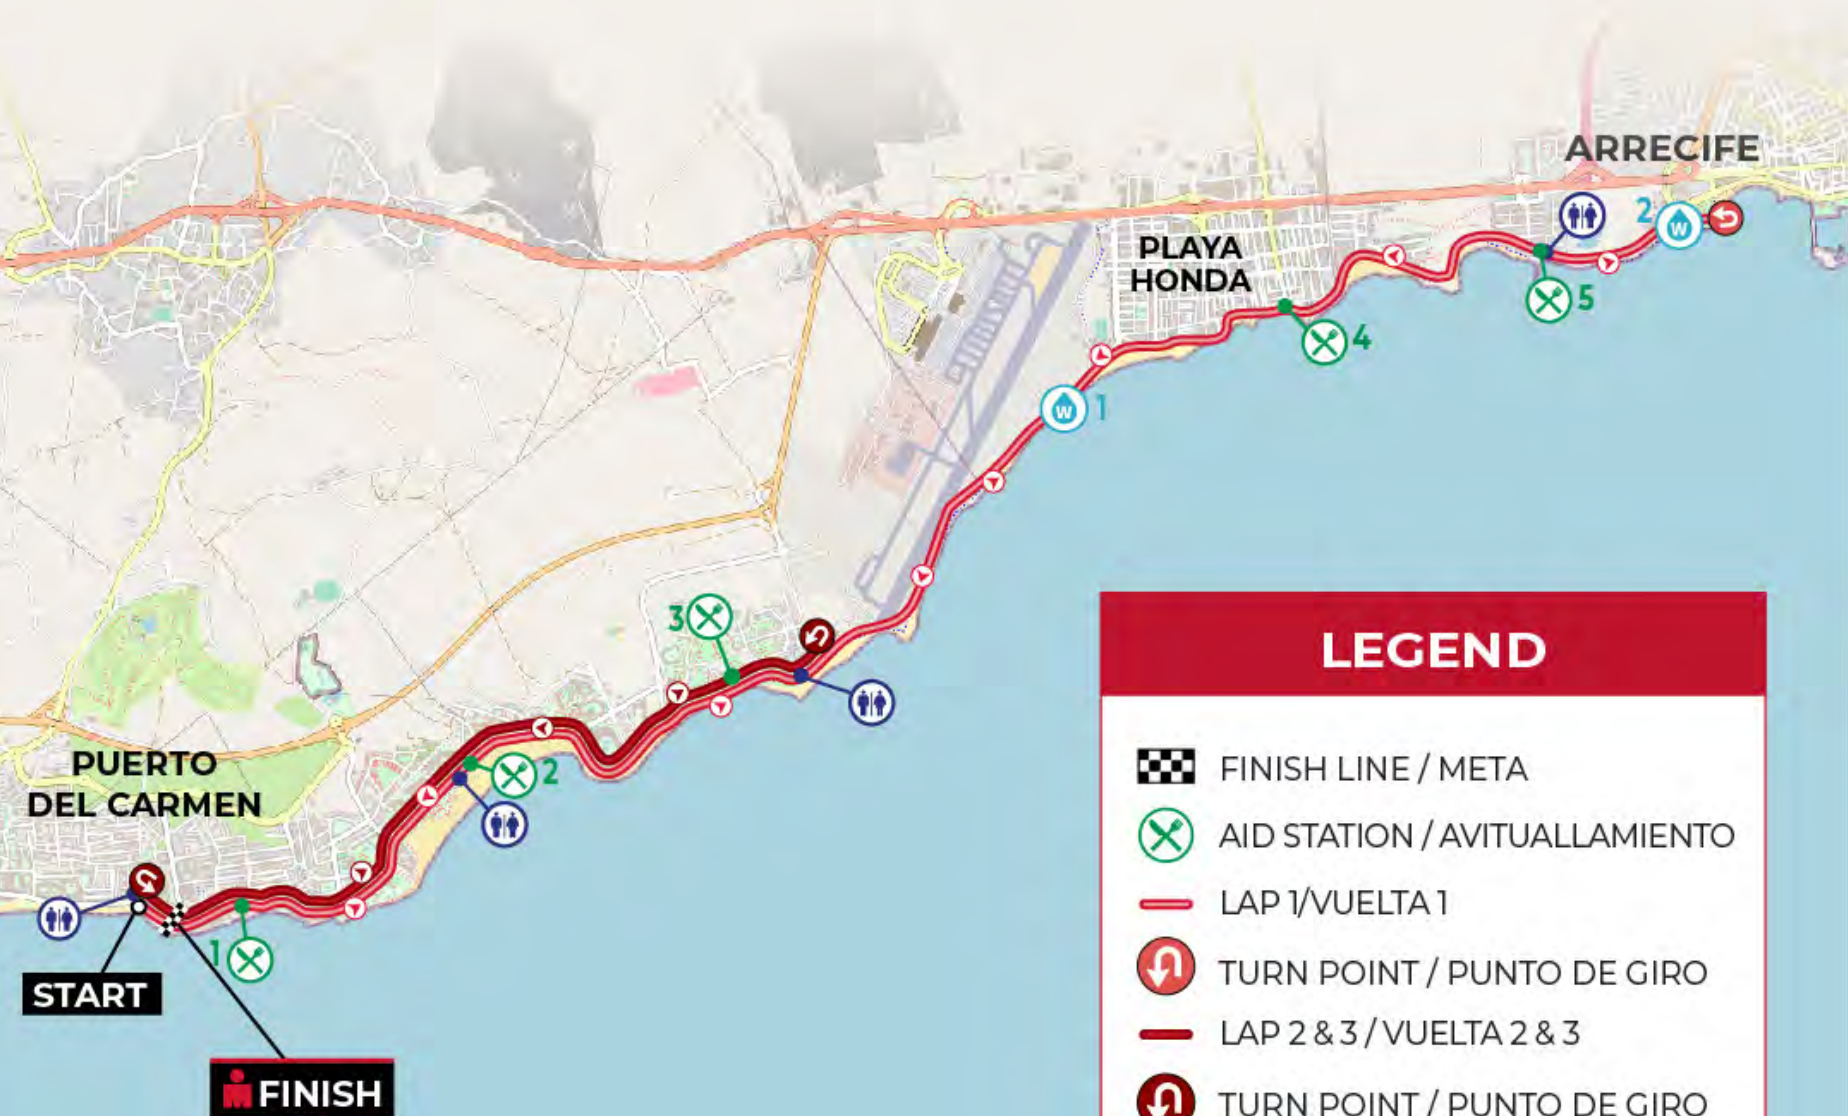 ARRECIFE
2
W
PLAYA
HONDA
5
4
W
1
3
2
PUERTO
DEL CARMEN
1
START
FINISH
LEGEND
FINISH LINE / META
AID STATION / AVITUALLAMIENTO
LAP 1/VUELTA 1
TURN POINT / PUNTO DE GIRO
LAP 2 & 3 / VUELTA 2 & 3
TURN POINT / PUNTO DE GIRO